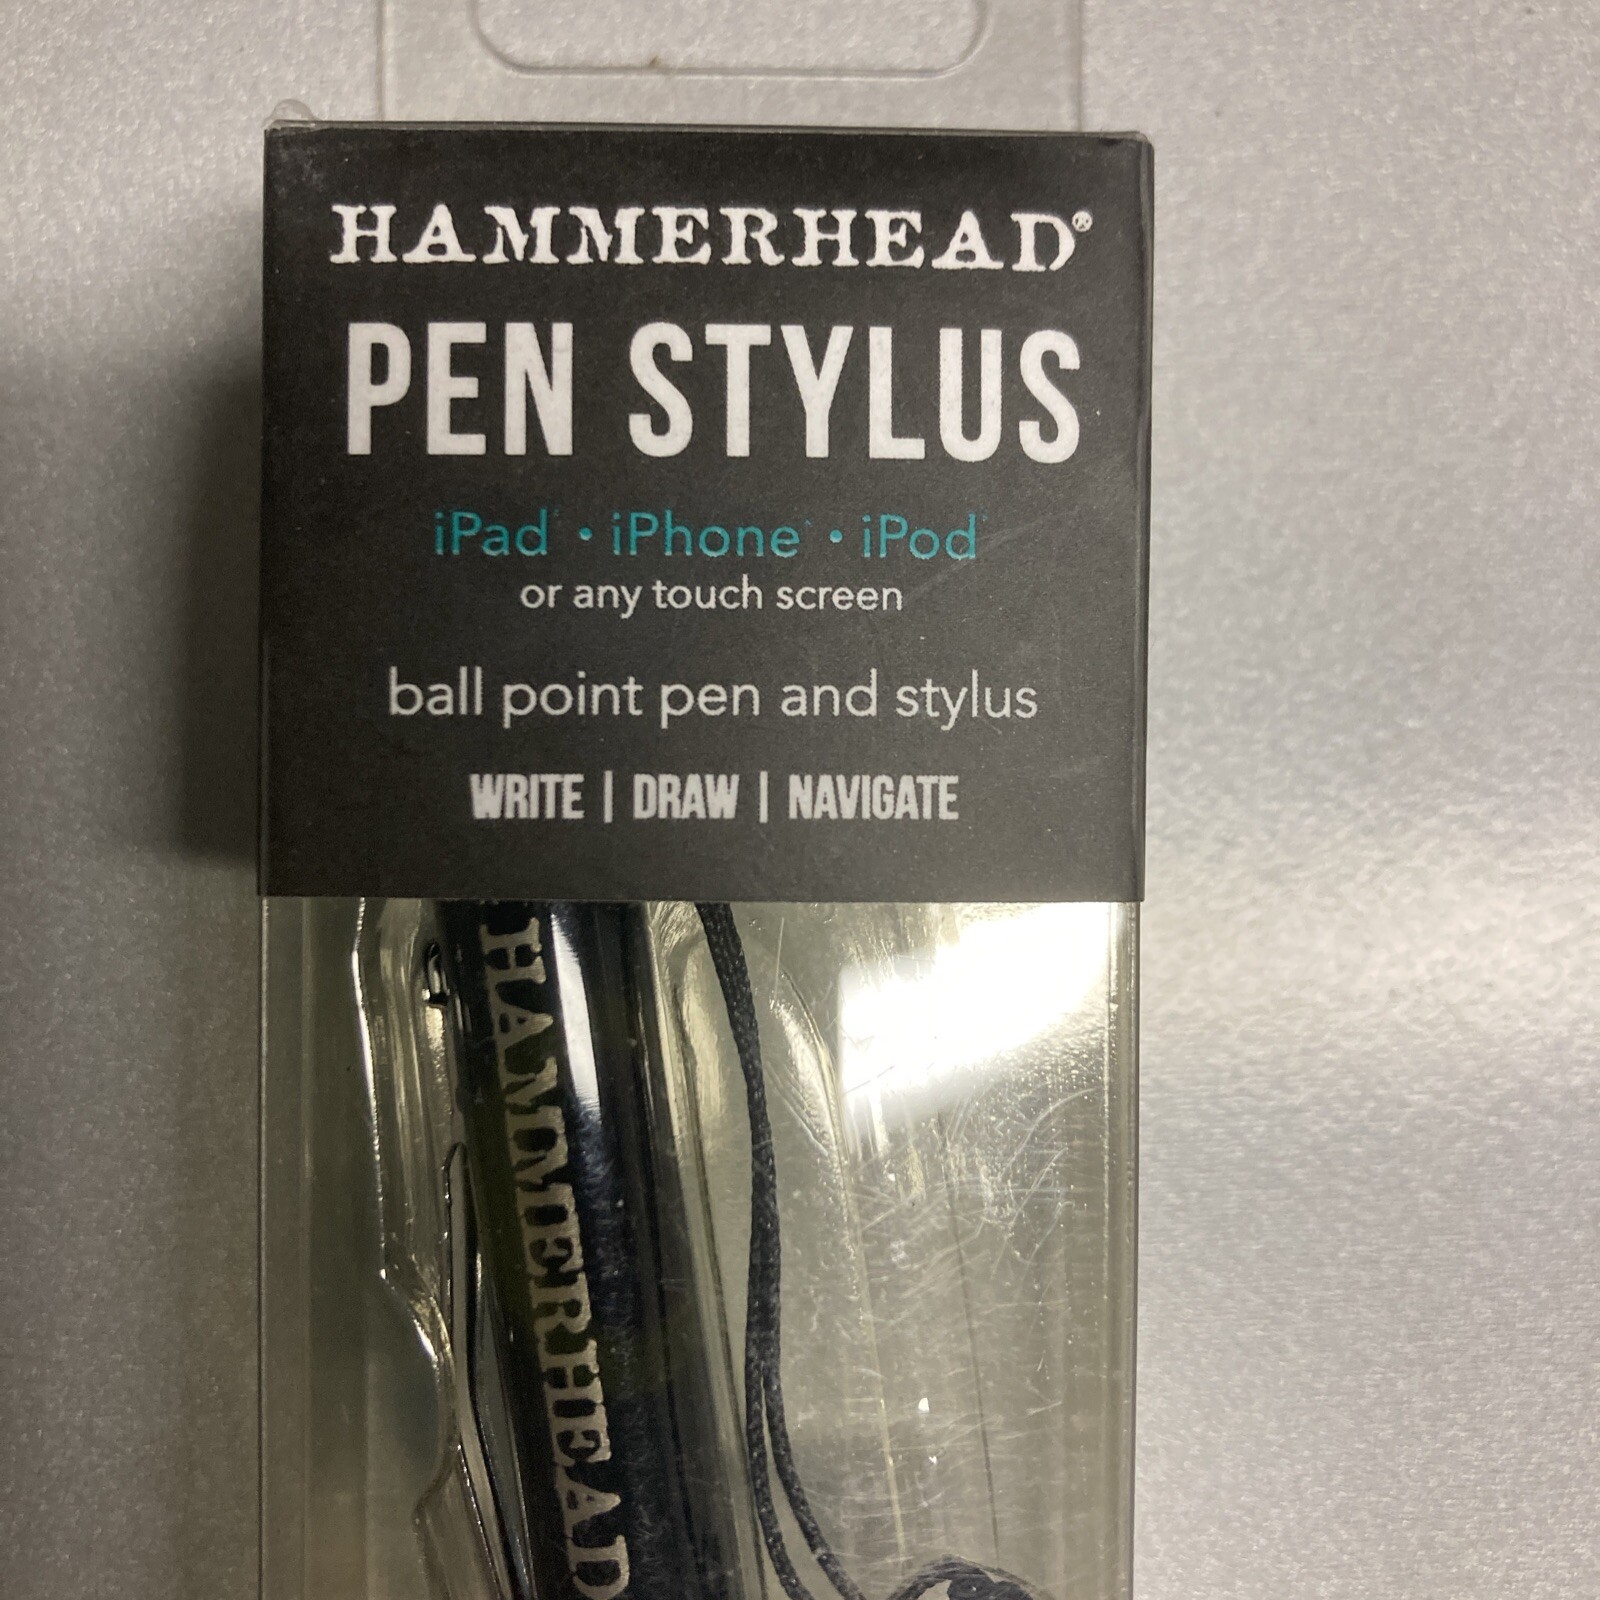 HAMMERHEAD®
PEN STYLUS
iPad • iPhone • iPod
or any touch screen
ball point pen and stylus
WRITE | DRAW | NAVIGATE
HAMMERHEAD